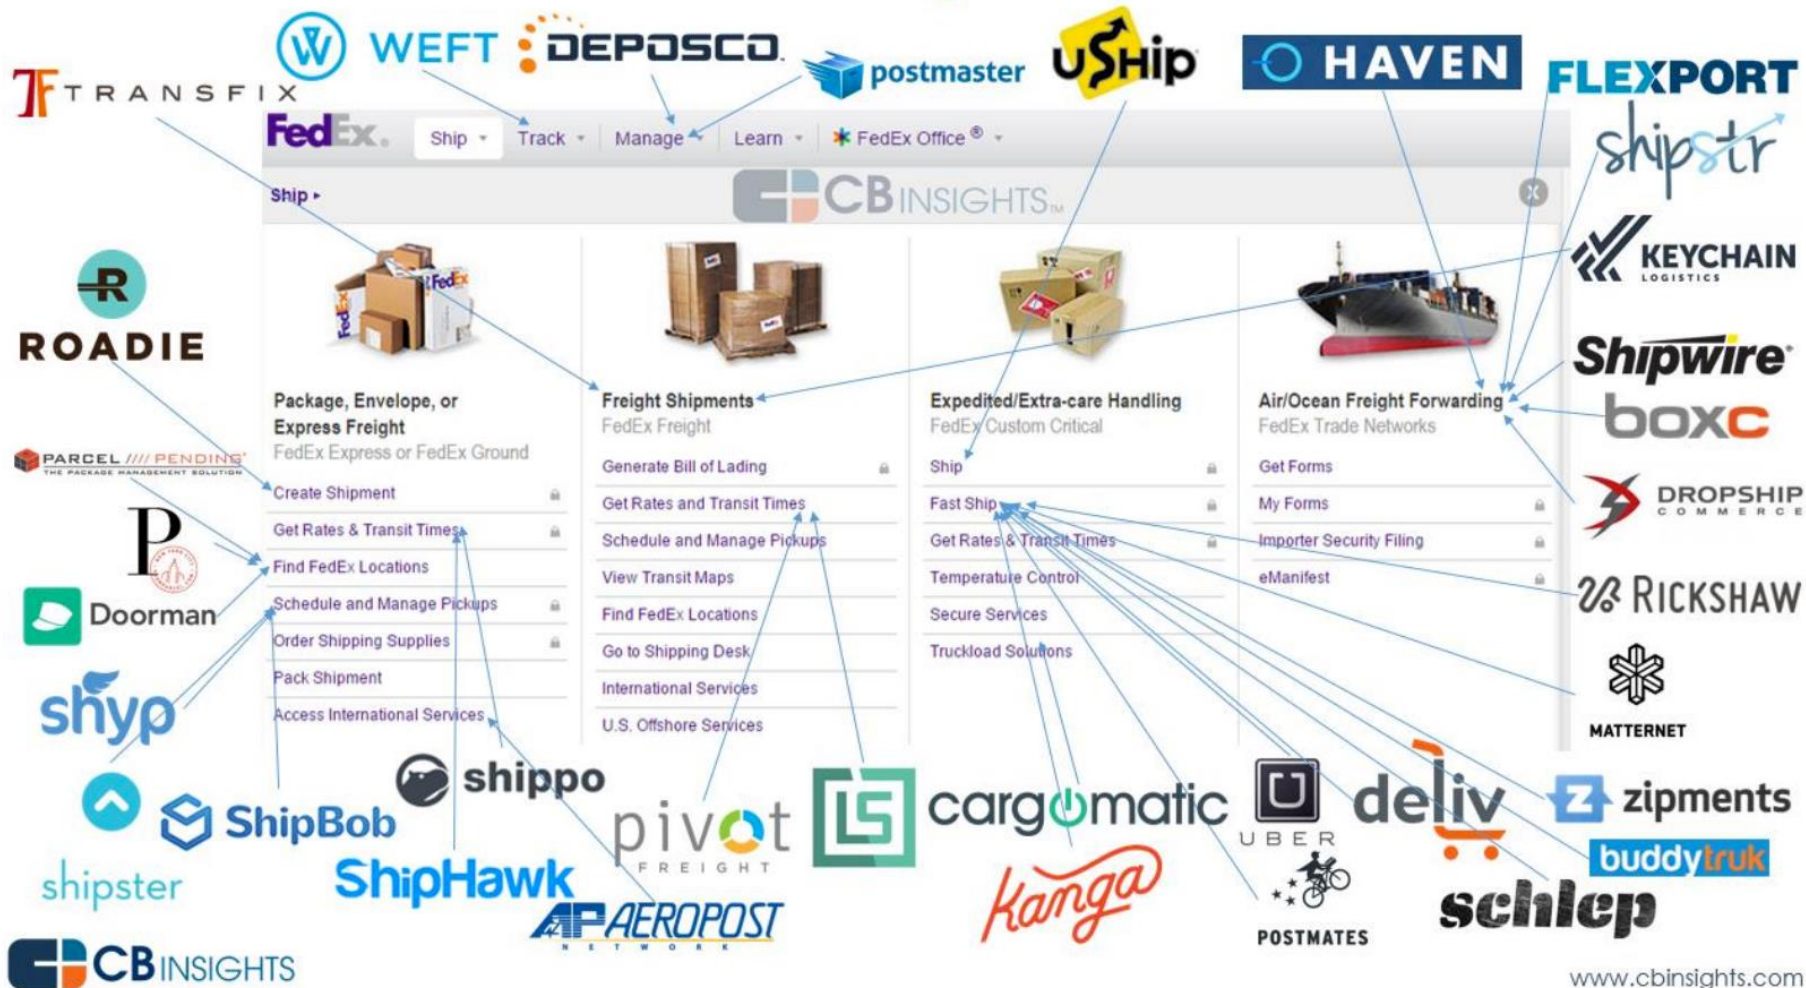 WEFT
DEPOSCO
postmaster
uShip
HAVEN
FLEXPORT
TF TRANSFIX
shipstr
FedEx.
Ship
Track
Manage
Learn
FedEx Office ®
Ship
CB INSIGHTS TM
X
KEYCHAIN
LOGISTICS
R
ROADIE
FedEx
FedEx
Shipwire
boxc
Package, Envelope, or
Express Freight
FedEx Express or FedEx Ground
Create Shipment
Get Rates & Transit Times
Find FedEx Locations
Schedule and Manage Pickups
Order Shipping Supplies
Pack Shipment
Access International Services
Freight Shipments
FedEx Freight
Generate Bill of Lading
Get Rates and Transit Times
Schedule and Manage Pickups
View Transit Maps
Find FedEx Locations
Go to Shipping Desk
International Services
U.S. Offshore Services
Expedited/Extra-care Handling
FedEx Custom Critical
Ship
Fast Ship
Get Rates & Transit Times
Temperature Control
Secure Services
Truckload Solutions
Air/Ocean Freight Forwarding
FedEx Trade Networks
Get Forms
My Forms
Importer Security Filing
eManifest
PARCEL //// PENDING
THE PACKAGE MANAGEMENT SOLUTION
P
Doorman
shyp
shipster
ShipBob
shippo
ShipHawk
AP AEROPOST
NETWORK
pivot
FREIGHT
LS
cargomatic
kanga
U
UBER
POSTMATES
deliv
schlep
DROPSHIP
COMMERCE
RICKSHAW
MATTERNET
Z zipments
buddytruk
CB INSIGHTS
www.cbinsights.com